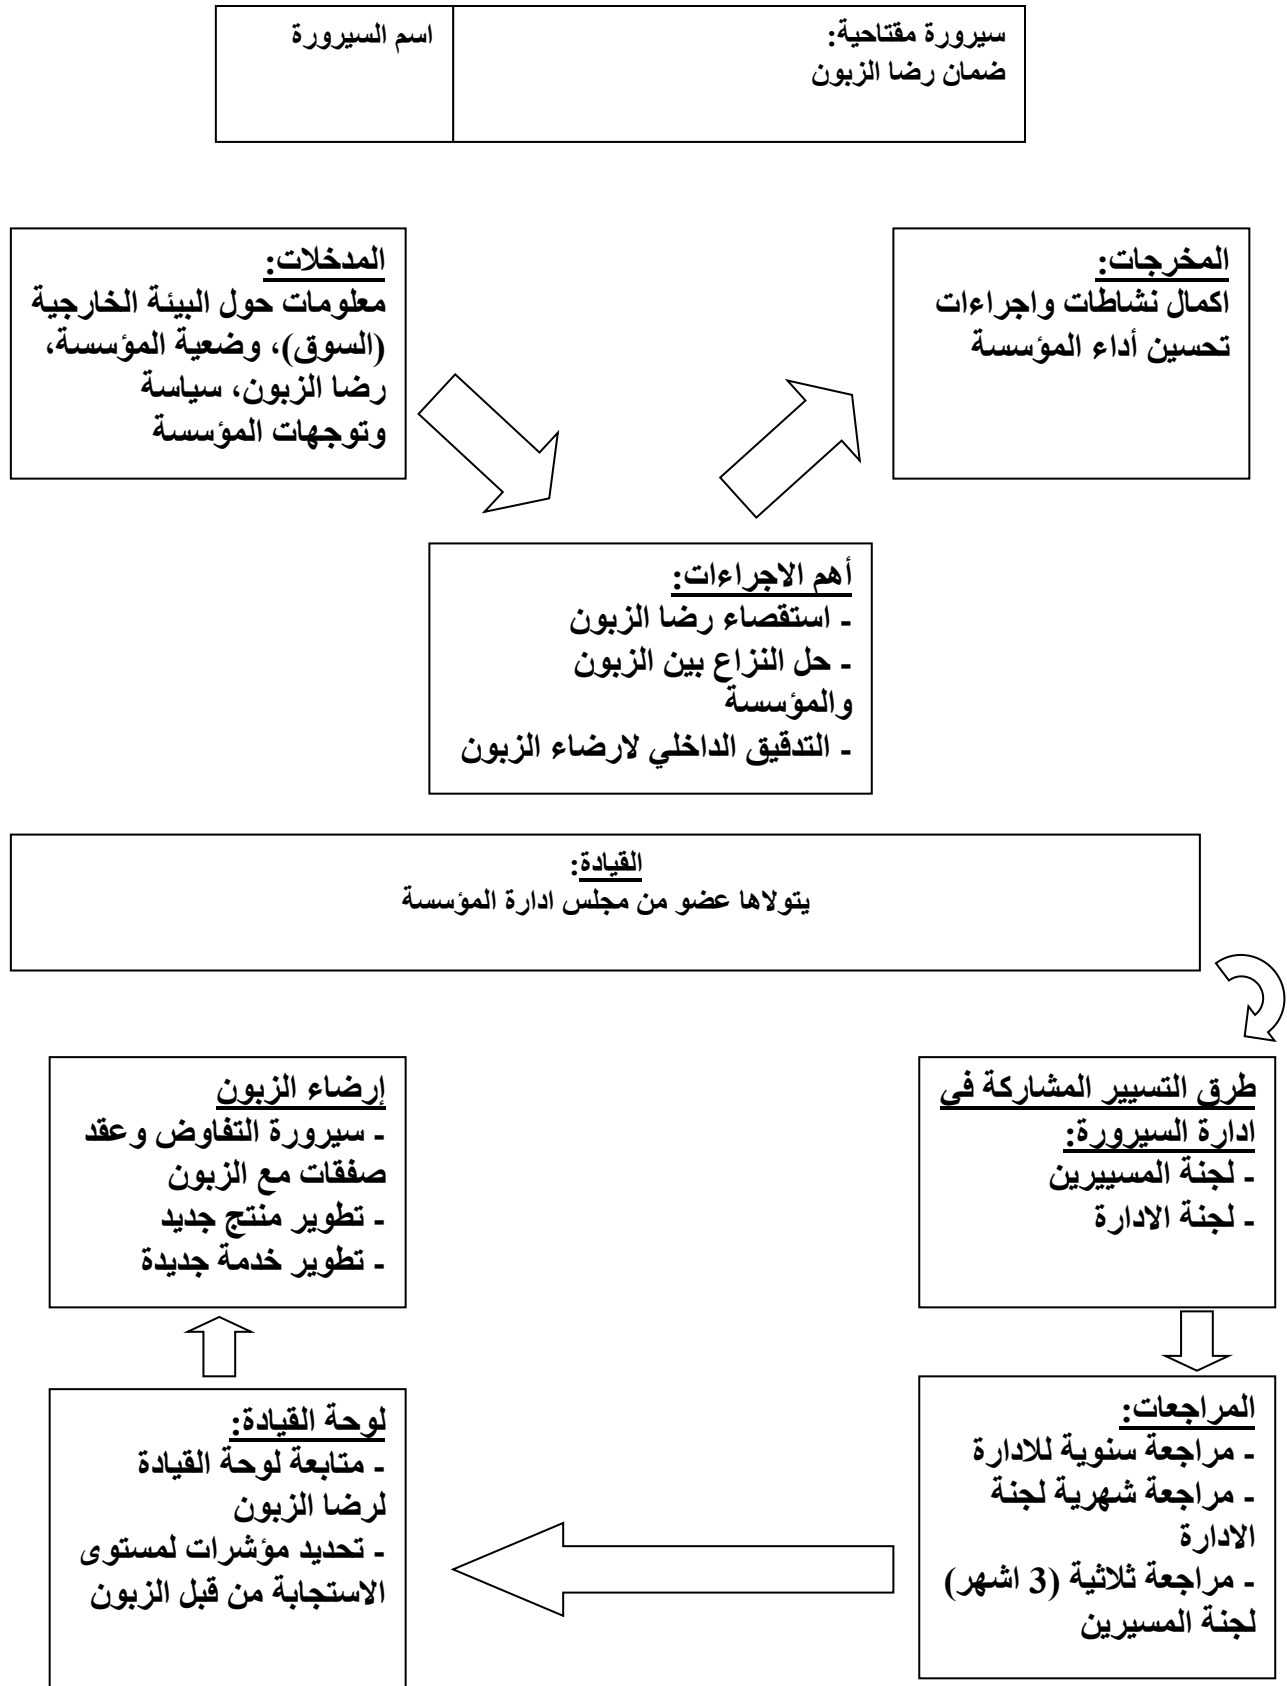 اسم السيرورة
سيرورة مفتاحية:
ضمان رضا الزبون
المدخلات:
معلومات حول البيئة الخارجية
(السوق)، وضعية المؤسسة،
رضا الزبون، سياسة
وتوجهات المؤسسة
المخرجات:
اكمال نشاطات واجراءات
تحسين أداء المؤسسة
أهم الاجراءات:
- استقصاء رضا الزبون
- حل النزاع بين الزبون
والمؤسسة
- التدقيق الداخلي لارضاء الزبون
القيادة:
يتولاها عضو من مجلس ادارة المؤسسة
طرق التسيير المشاركة في
ادارة السيرورة:
- لجنة المسييرين
- لجنة الادارة
المراجعات:
- مراجعة سنوية للادارة
- مراجعة شهرية لجنة
الادارة
- مراجعة ثلاثية (3 اشهر)
لجنة المسيرين
لوحة القيادة:
- متابعة لوحة القيادة
لرضا الزبون
- تحديد مؤشرات لمستوى
الاستجابة من قبل الزبون
إرضاء الزبون
- سيرورة التفاوض وعقد
صفقات مع الزبون
- تطوير منتج جديد
- تطوير خدمة جديدة